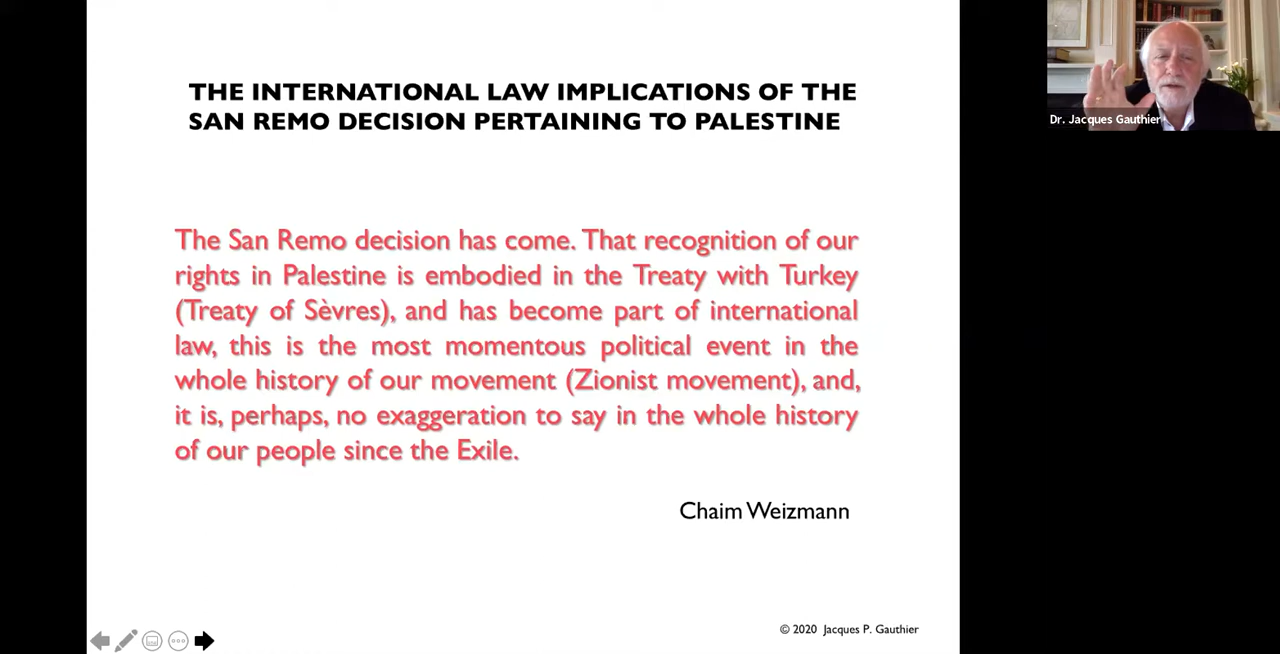 THE INTERNATIONAL LAW IMPLICATIONS OF THE
SAN REMO DECISION PERTAINING TO PALESTINE
The San Remo decision has come. That recognition of our
rights in Palestine is embodied in the Treaty with Turkey
(Treaty of Sèvres), and has become part of international
law, this is the most momentous political event in the
whole history of our movement (Zionist movement), and,
it is, perhaps, no exaggeration to say in the whole history
of our people since the Exile.
Chaim Weizmann
© 2020 Jacques P. Gauthier
Dr. Jacques Gauthier